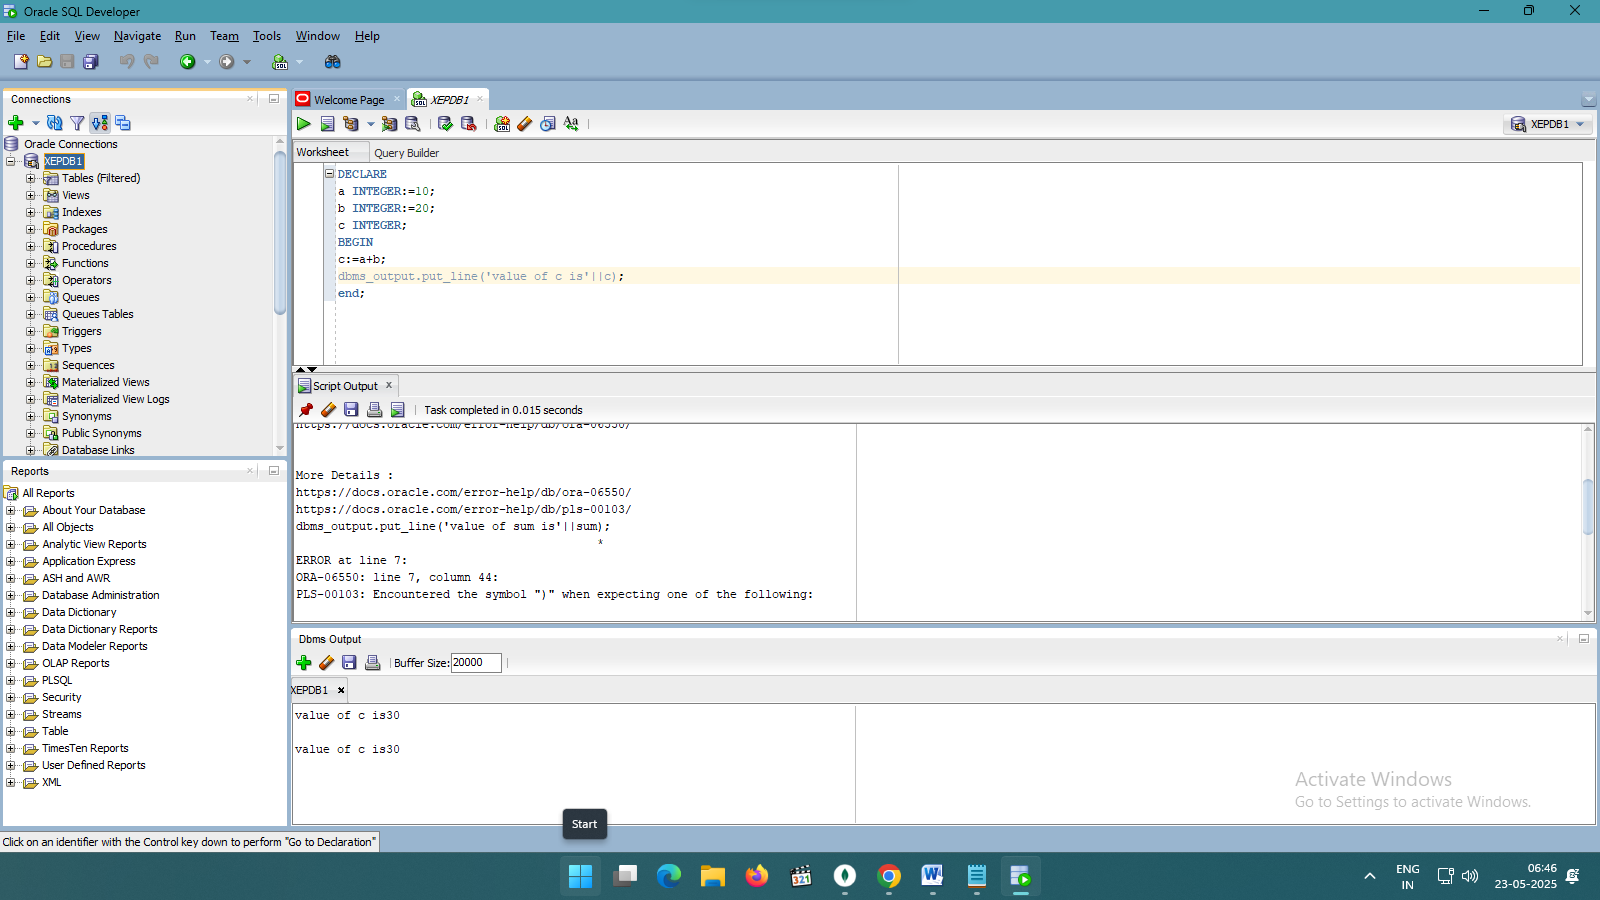 Oracle SQL Developer
File Edit View Navigate Run Team Tools Window Help
Connections
Oracle Connections
XEPDB1
Tables (Filtered)
Views
Indexes
Packages
Procedures
Functions
Operators
Queues
Queues Tables
Triggers
Types
Sequences
Materialized Views
Materialized View Logs
Synonyms
Public Synonyms
Database Links
Reports
All Reports
About Your Database
All Objects
Analytic View Reports
Application Express
ASH and AWR
Database Administration
Data Dictionary
Data Dictionary Reports
Data Modeler Reports
OLAP Reports
PLSQL
Security
Streams
Table
TimesTen Reports
User Defined Reports
XML
Welcome Page XEPDB1
XEPDB1
Worksheet Query Builder
DECLARE
a INTEGER:=10;
b INTEGER:=20;
c INTEGER;
BEGIN
c:=a+b;
dbms_output.put_line('value of c is'||c);
end;
Script Output
Task completed in 0.015 seconds
https://docs.oracle.com/error-help/db/ora-06550/
More Details :
https://docs.oracle.com/error-help/db/ora-06550/
https://docs.oracle.com/error-help/db/pls-00103/
dbms_output.put_line('value of sum is'||sum);
*
ERROR at line 7:
ORA-06550: line 7, column 44:
PLS-00103: Encountered the symbol ")" when expecting one of the following:
Dbms Output
Buffer Size: 20000
XEPDB1
value of c is30
value of c is30
Activate Windows
Go to Settings to activate Windows.
Start
Click on an identifier with the Control key down to perform "Go to Declaration"
321
ENG
IN
06:46
23-05-2025